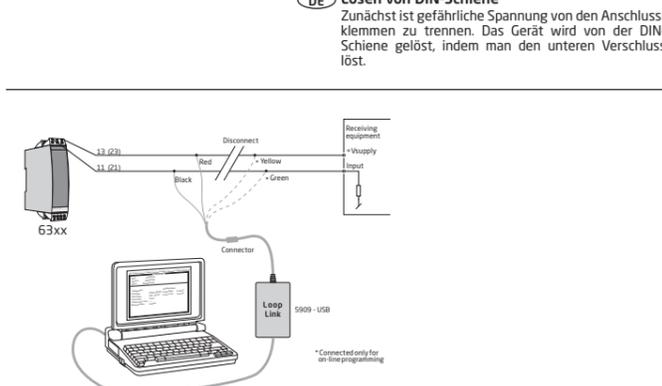 DE Lösen von DIN-Schiene
Zunächst ist gefährliche Spannung von den Anschluss
klemmen zu trennen. Das Gerät wird von der DIN
Schiene gelöst, indem man den unteren Verschluss
löst.
Receiving
equipment
+Vsupply
Input
Disconnect
13 (23)
11 (21)
Red
Black
* Yellow
* Green
63xx
Connector
Loop
Link
5909 - USB
* Connected only for
on-line programming